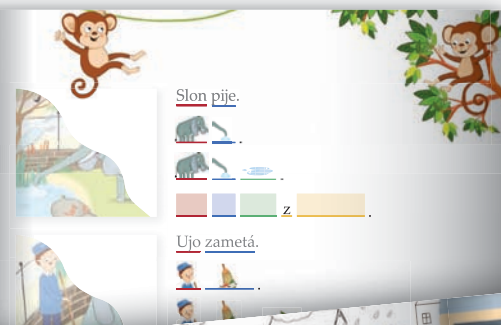 Slon pije.
.
.
z .
Ujo zametá.
.